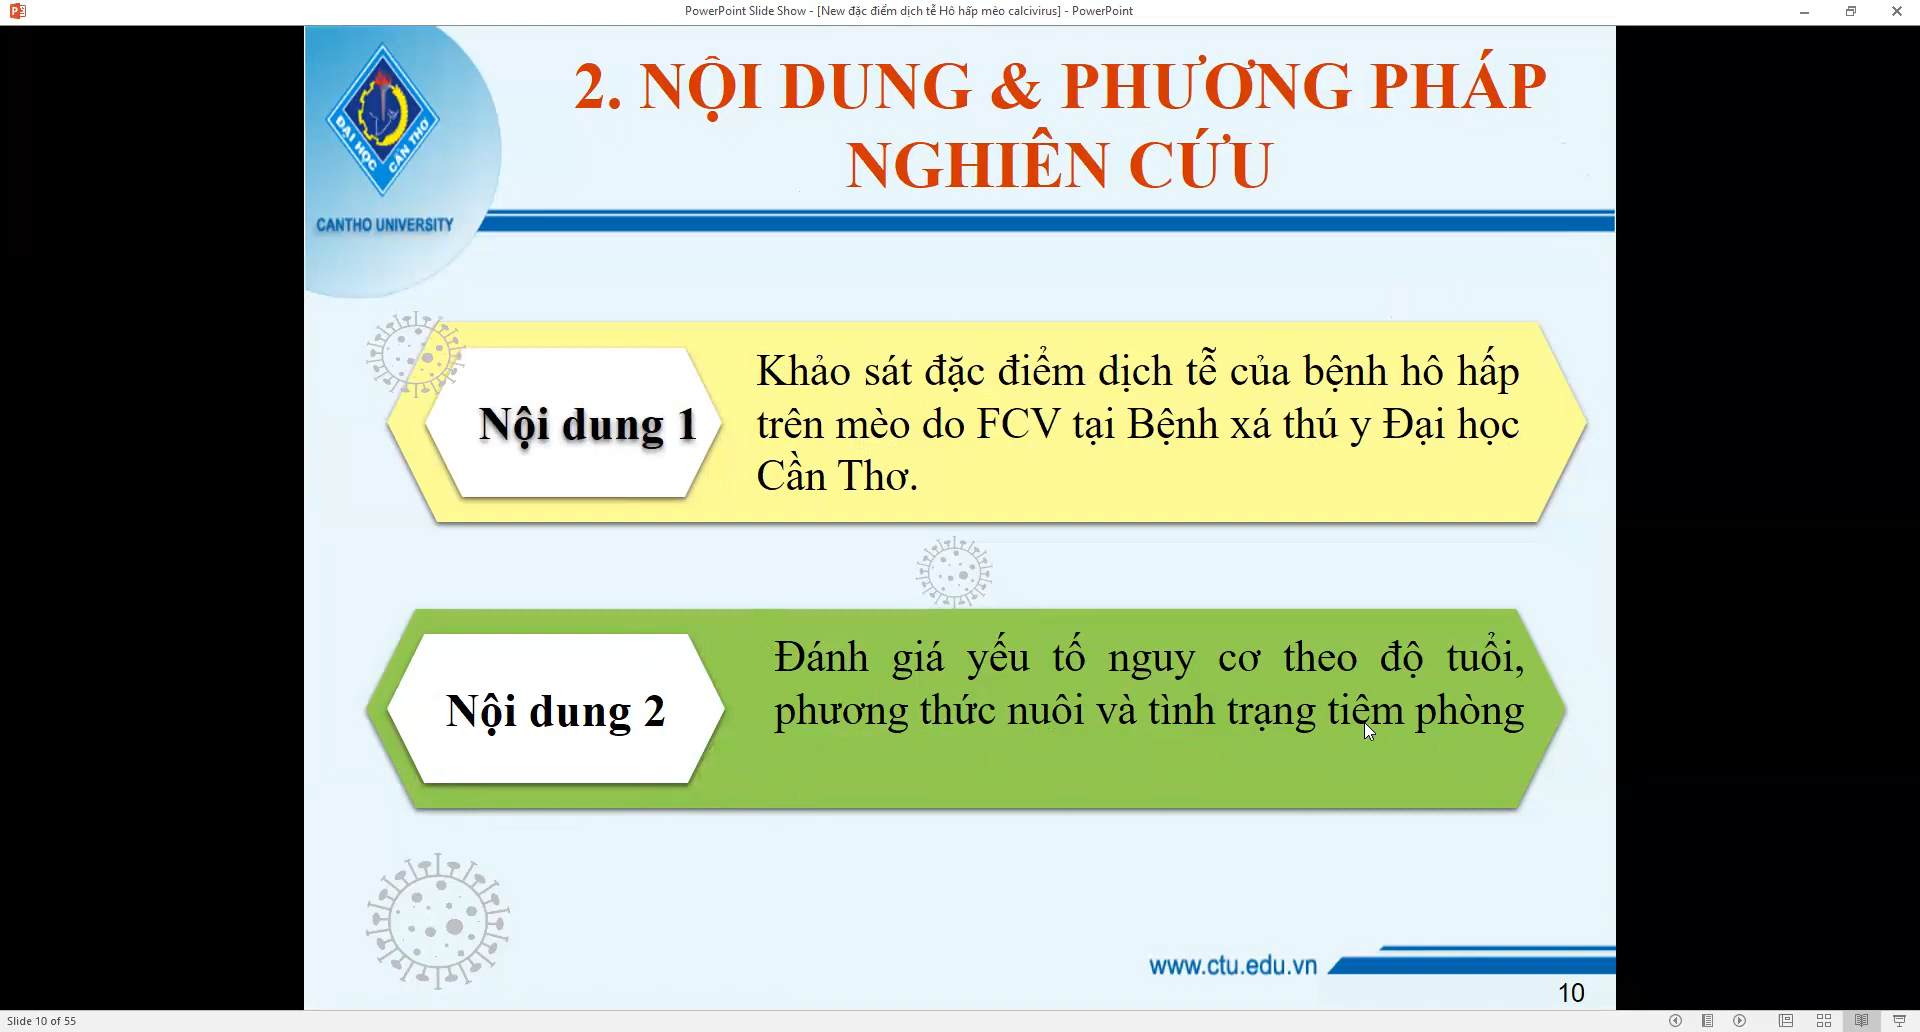 PowerPoint Slide Show - [New đặc điểm dịch tễ Hô hấp mèo calcivirus] - PowerPoint
ĐẠI HỌC CẦN THƠ
CANTHO UNIVERSITY
2. NỘI DUNG & PHƯƠNG PHÁP
NGHIÊN CỨU
Nội dung 1
Khảo sát đặc điểm dịch tễ của bệnh hô hấp
trên mèo do FCV tại Bệnh xá thú y Đại học
Cần Thơ.
Nội dung 2
Đánh giá yếu tố nguy cơ theo độ tuổi,
phương thức nuôi và tình trạng tiêm phòng
www.ctu.edu.vn
10
Slide 10 of 55